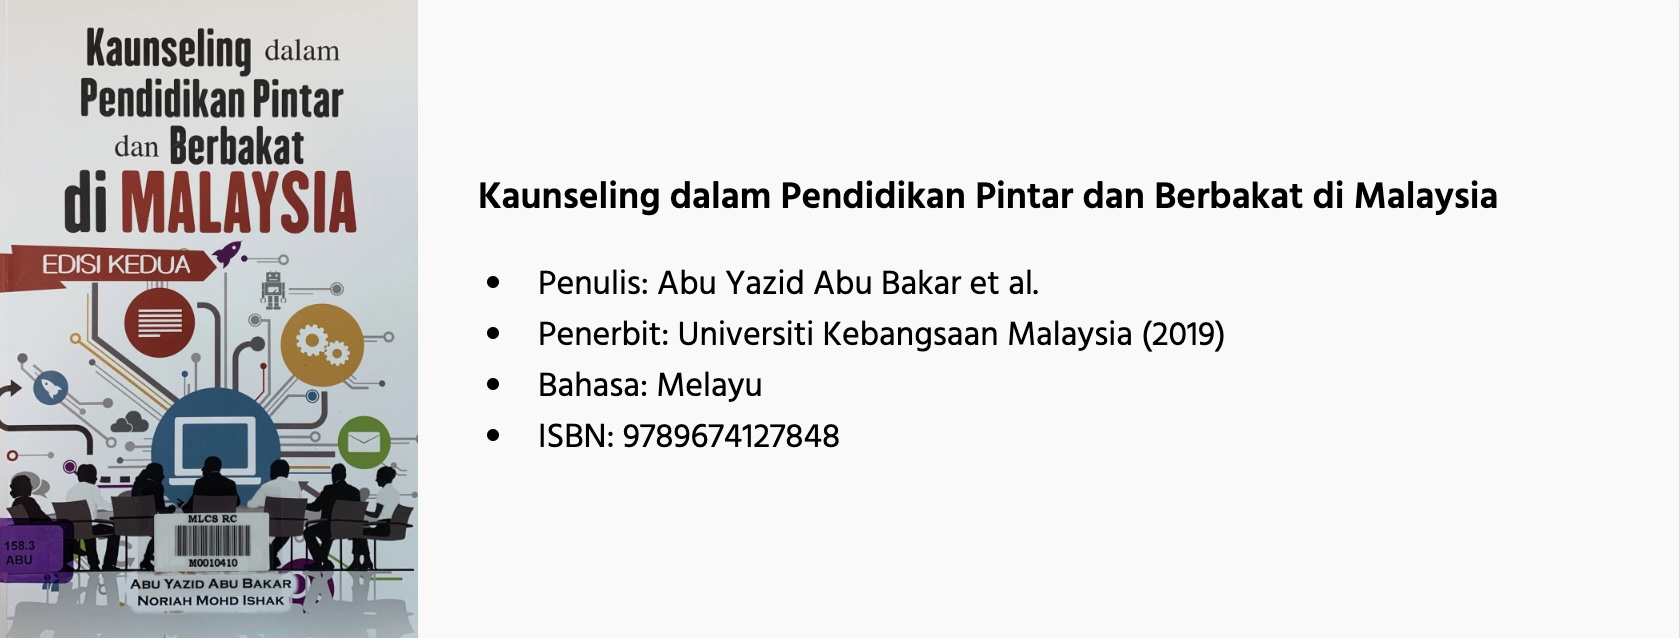 Kaunseling dalam
Pendidikan Pintar
dan Berbakat
di MALAYSIA
EDISI KEDUA
158.3
ABU
MLCS RC
M0010410
ABU YAZID ABU BAKAR
NORIAH MOHD ISHAK
Kaunseling dalam Pendidikan Pintar dan Berbakat di Malaysia
• Penulis: Abu Yazid Abu Bakar et al.
• Penerbit: Universiti Kebangsaan Malaysia (2019)
• Bahasa: Melayu
• ISBN: 9789674127848